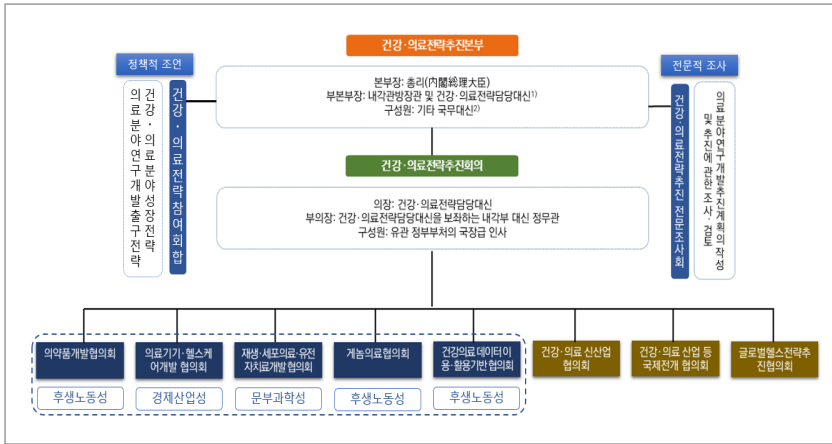 건강·의료전략추진본부
정책적 조언
전문적 조사
본부장: 총리(内閣総理大臣)
부본부장: 내각관방장관 및 건강·의료전략담당대신1)
구성원: 기타 국무대신2)
건강·의료전략참여회합
건강·의료분야성장전략
의료분야연구개발출구전략
건강·의료전략추진 전문조사회
의료분야연구개발추진계획의 작성
및 추진에 관한 조사·검토
건강·의료전략추진회의
의장: 건강·의료전략담당대신
부의장: 건강·의료전략담당대신을 보좌하는 내각부 대신 정무관
구성원: 유관 정부부처의 국장급 인사
의약품개발협의회
의료기기·헬스케
어개발 협의회
재생·세포의료·유전
자치료개발 협의회
게놈의료협의회
건강의료 데이터 이
용·활용기반 협의회
건강·의료 신산업
협의회
건강·의료 산업 등
국제전개 협의회
글로벌헬스전략추
진협의회
후생노동성
경제산업성
문부과학성
후생노동성
후생노동성